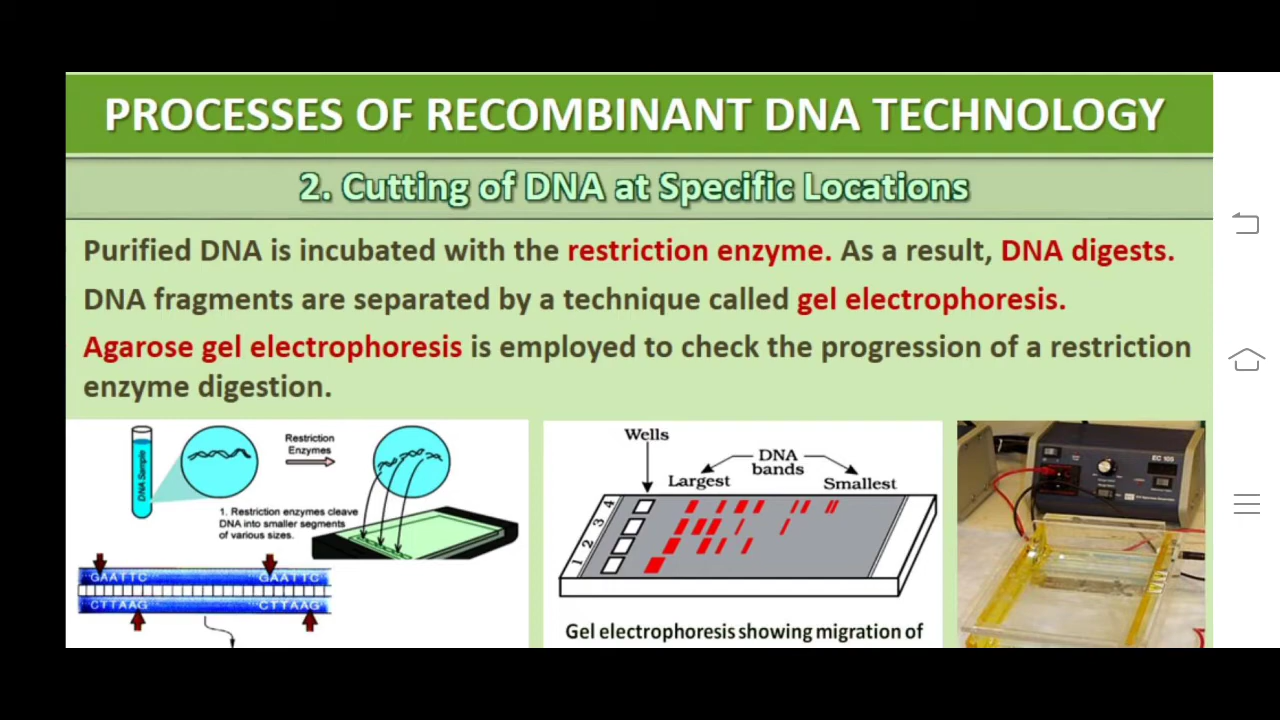 PROCESSES OF RECOMBINANT DNA TECHNOLOGY
2. Cutting of DNA at Specific Locations
Purified DNA is incubated with the restriction enzyme. As a result, DNA digests.
DNA fragments are separated by a technique called gel electrophoresis.
Agarose gel electrophoresis is employed to check the progression of a restriction
enzyme digestion.
DNA Sample
Restriction
Enzymes
1. Restriction enzymes cleave
DNA into smaller segments
of various sizes.
GAATTC GAATTC
CTTAAG CTTAAG
Wells
DNA
bands
Largest
Smallest
4
3
2
1
Gel electrophoresis showing migration of
EC 105